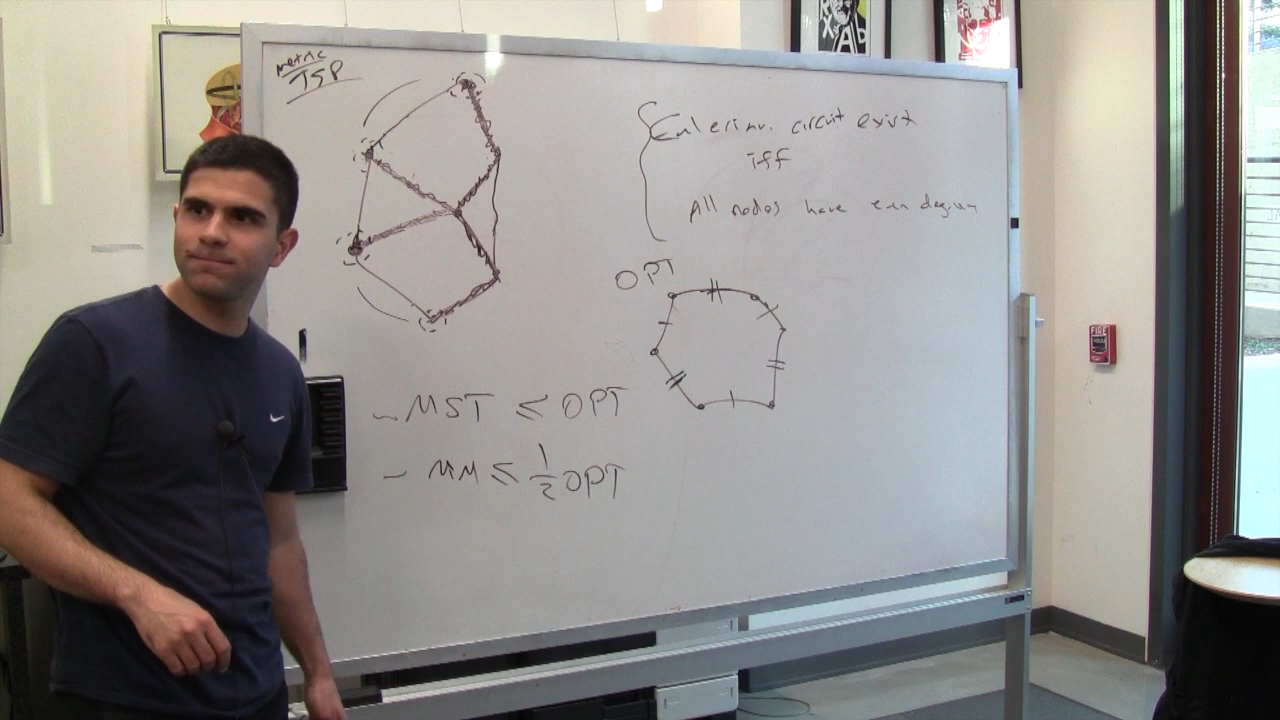 metric
TSP
Eulerian circuit exist
iff
All nodes have even degree
OPT
- MST ≤ OPT
- MM ≤ 1/2 OPT
FIRE